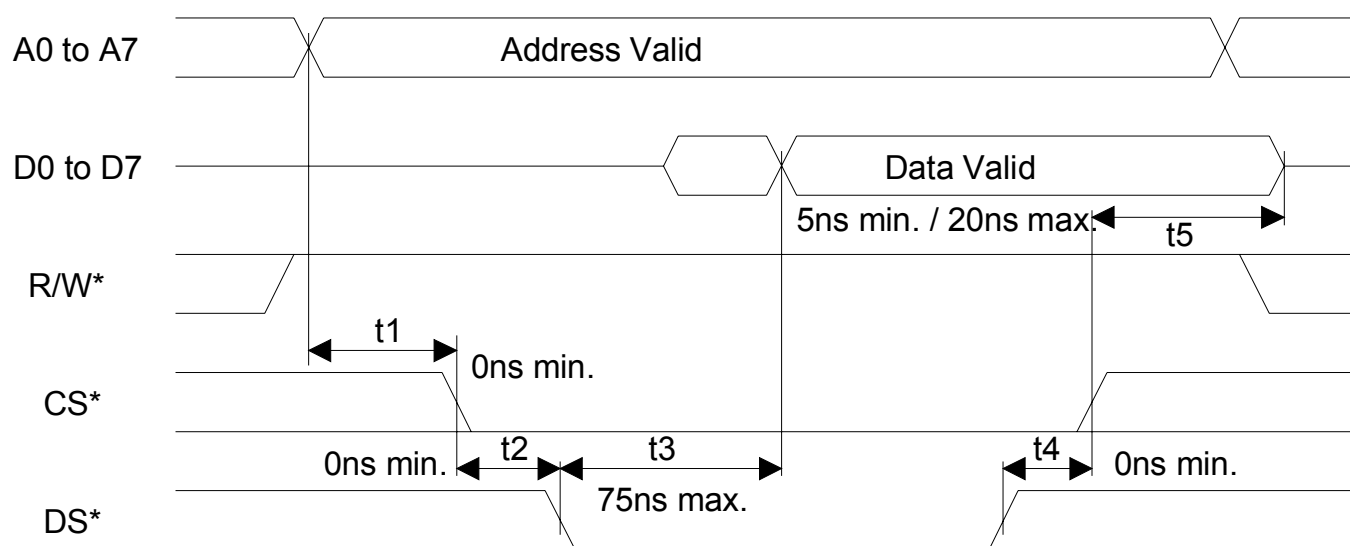 A0 to A7
Address Valid
D0 to D7
Data Valid
5ns min. / 20ns max.
t5
R/W*
t1
0ns min.
CS*
0ns min.
t2
t3
t4
0ns min.
75ns max.
DS*